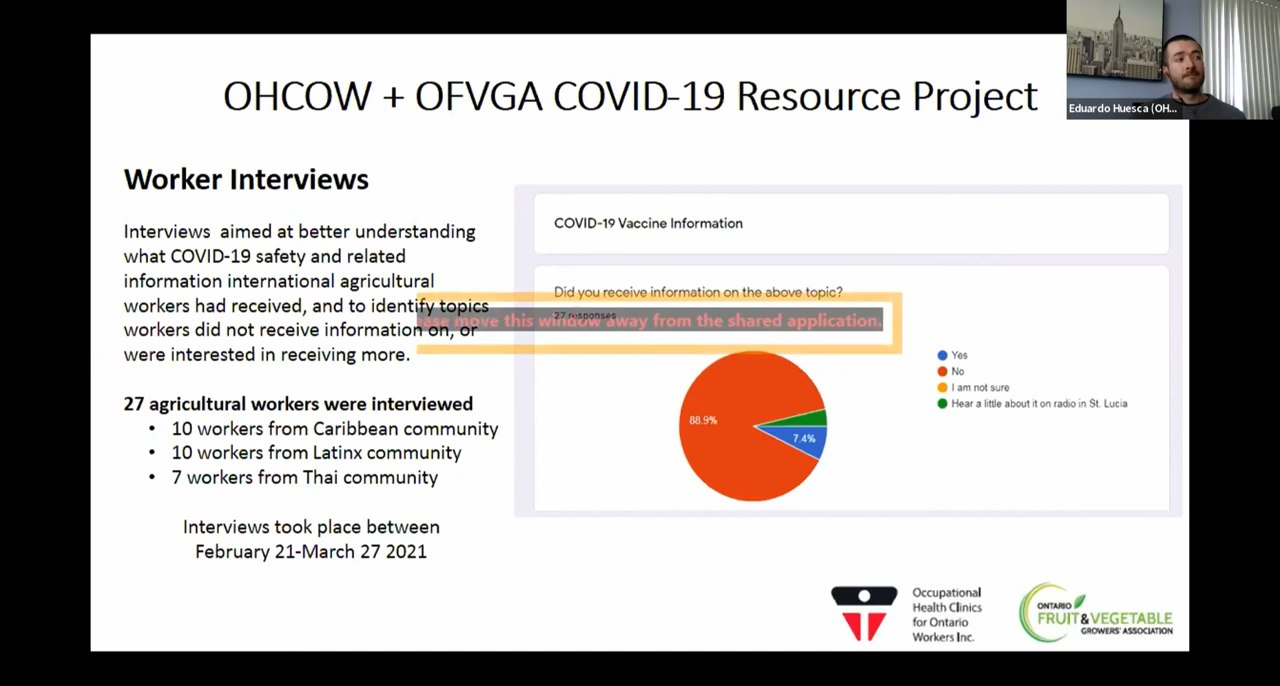 OHCOW + OFVGA COVID-19 Resource Project
Eduardo Huesca (OH...
Worker Interviews
Interviews aimed at better understanding
what COVID-19 safety and related
information international agricultural
workers had received, and to identify topics
workers did not receive information on, or
were interested in receiving more.
27 agricultural workers were interviewed
• 10 workers from Caribbean community
• 10 workers from Latinx community
• 7 workers from Thai community
Interviews took place between
February 21-March 27 2021
COVID-19 Vaccine Information
Did you receive information on the above topic?
27 responses
move this window away from the shared application.
Yes
No
I am not sure
Hear a little about it on radio in St. Lucia
88.9%
7.4%
Occupational
Health Clinics
for Ontario
Workers Inc.
ONTARIO
FRUIT & VEGETABLE
GROWERS' ASSOCIATION